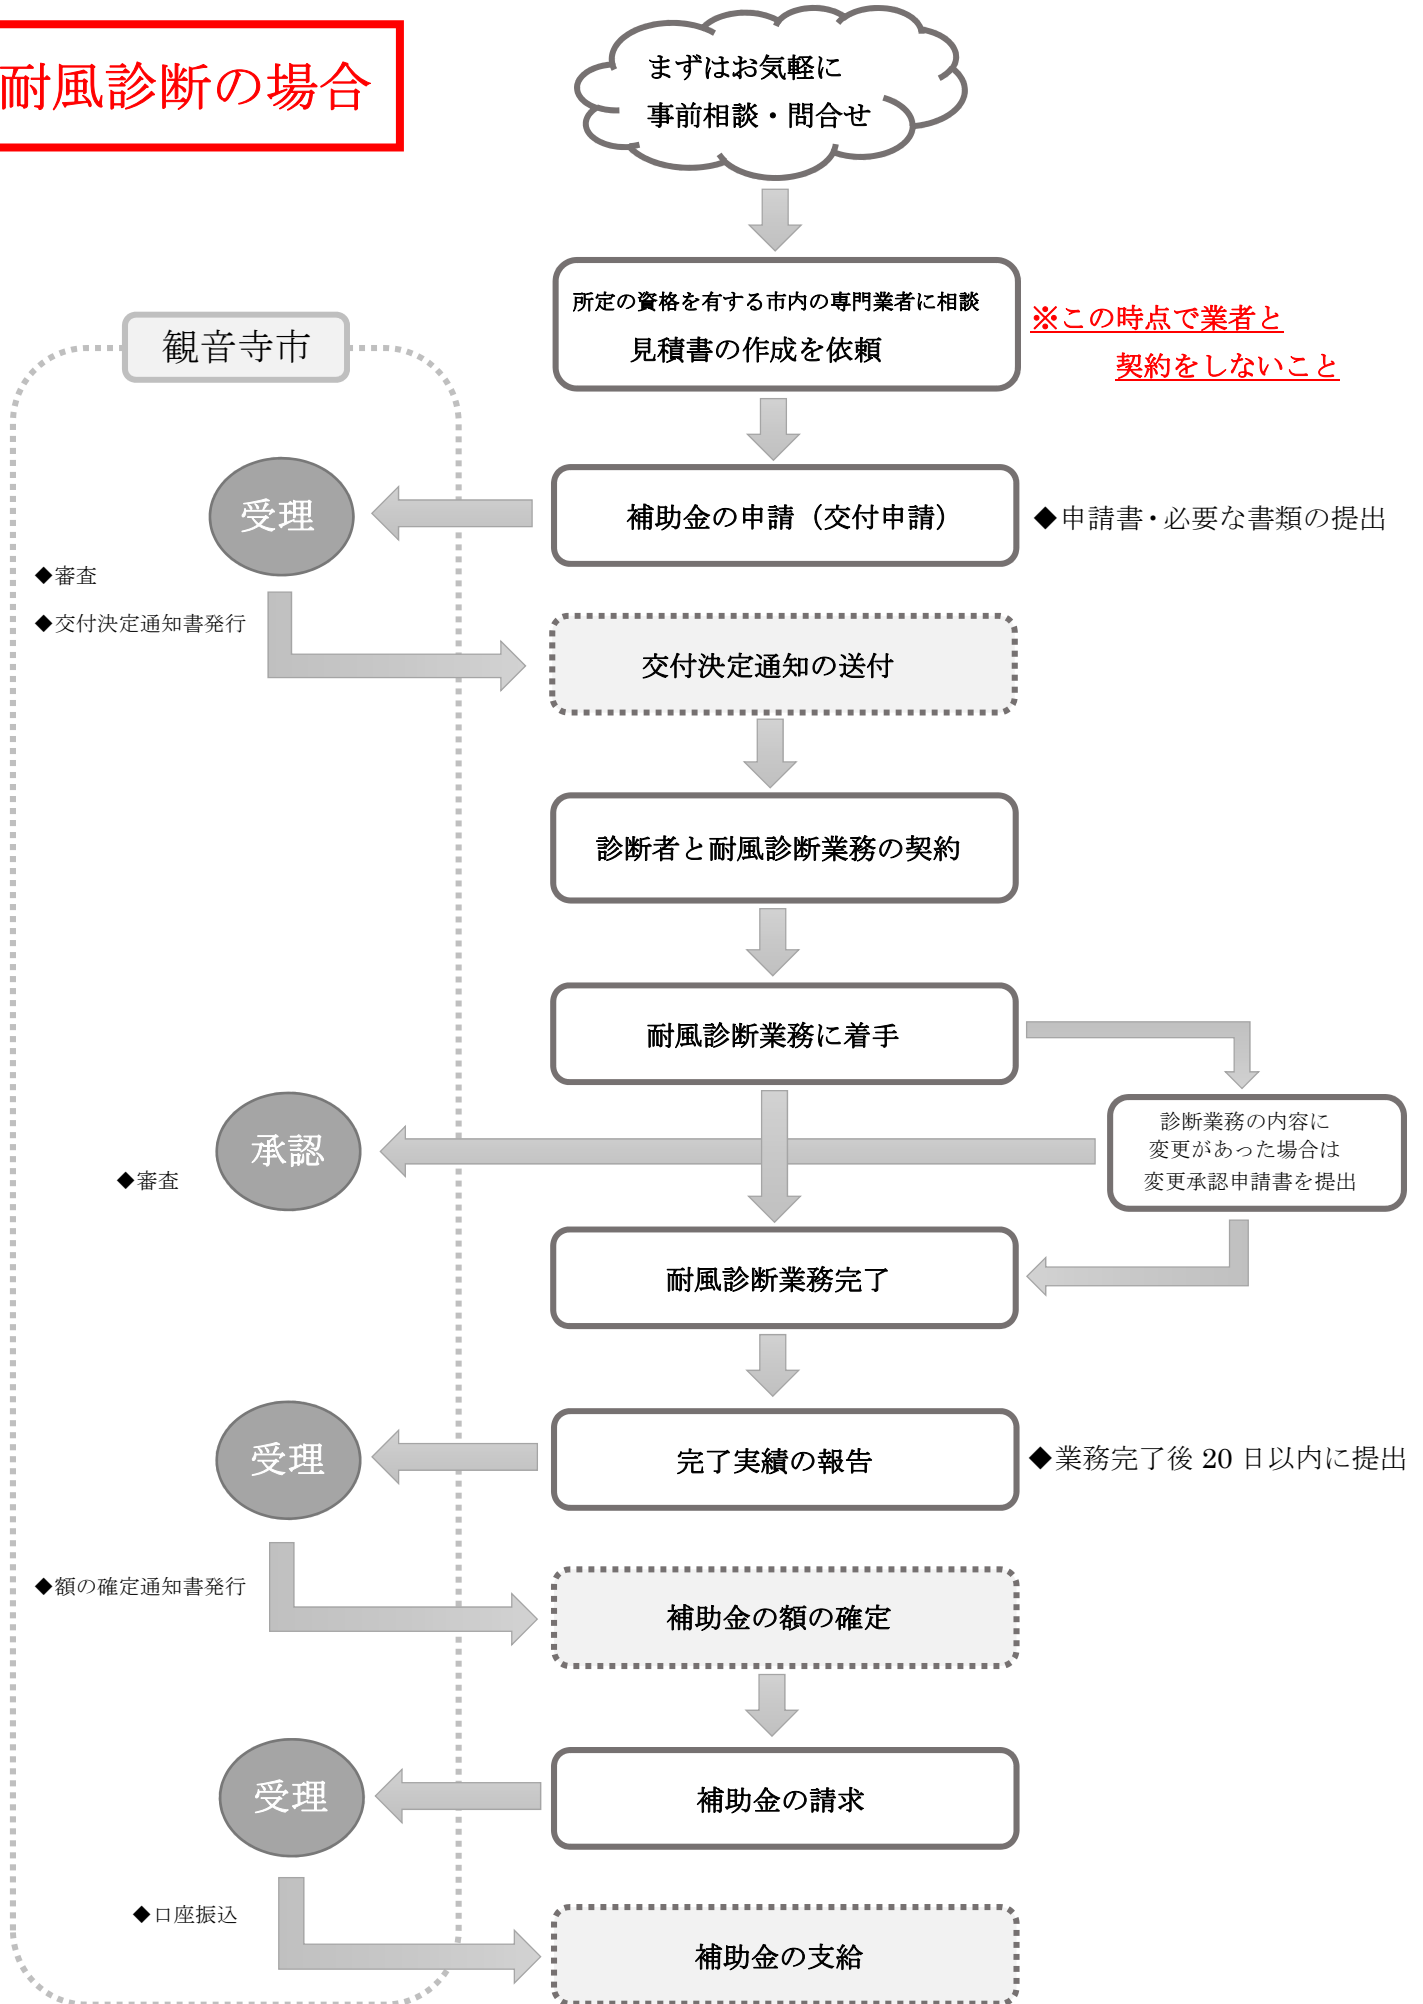 耐風診断の場合
まずはお気軽に
事前相談・問合せ
所定の資格を有する市内の専門業者に相談
見積書の作成を依頼
※この時点で業者と
契約をしないこと
観音寺市
受理
補助金の申請（交付申請）
◆申請書・必要な書類の提出
◆審査
◆交付決定通知書発行
交付決定通知の送付
診断者と耐風診断業務の契約
耐風診断業務に着手
診断業務の内容に
変更があった場合は
変更承認申請書を提出
承認
◆審査
耐風診断業務完了
受理
完了実績の報告
◆業務完了後 20 日以内に提出
◆額の確定通知書発行
補助金の額の確定
受理
補助金の請求
◆口座振込
補助金の支給